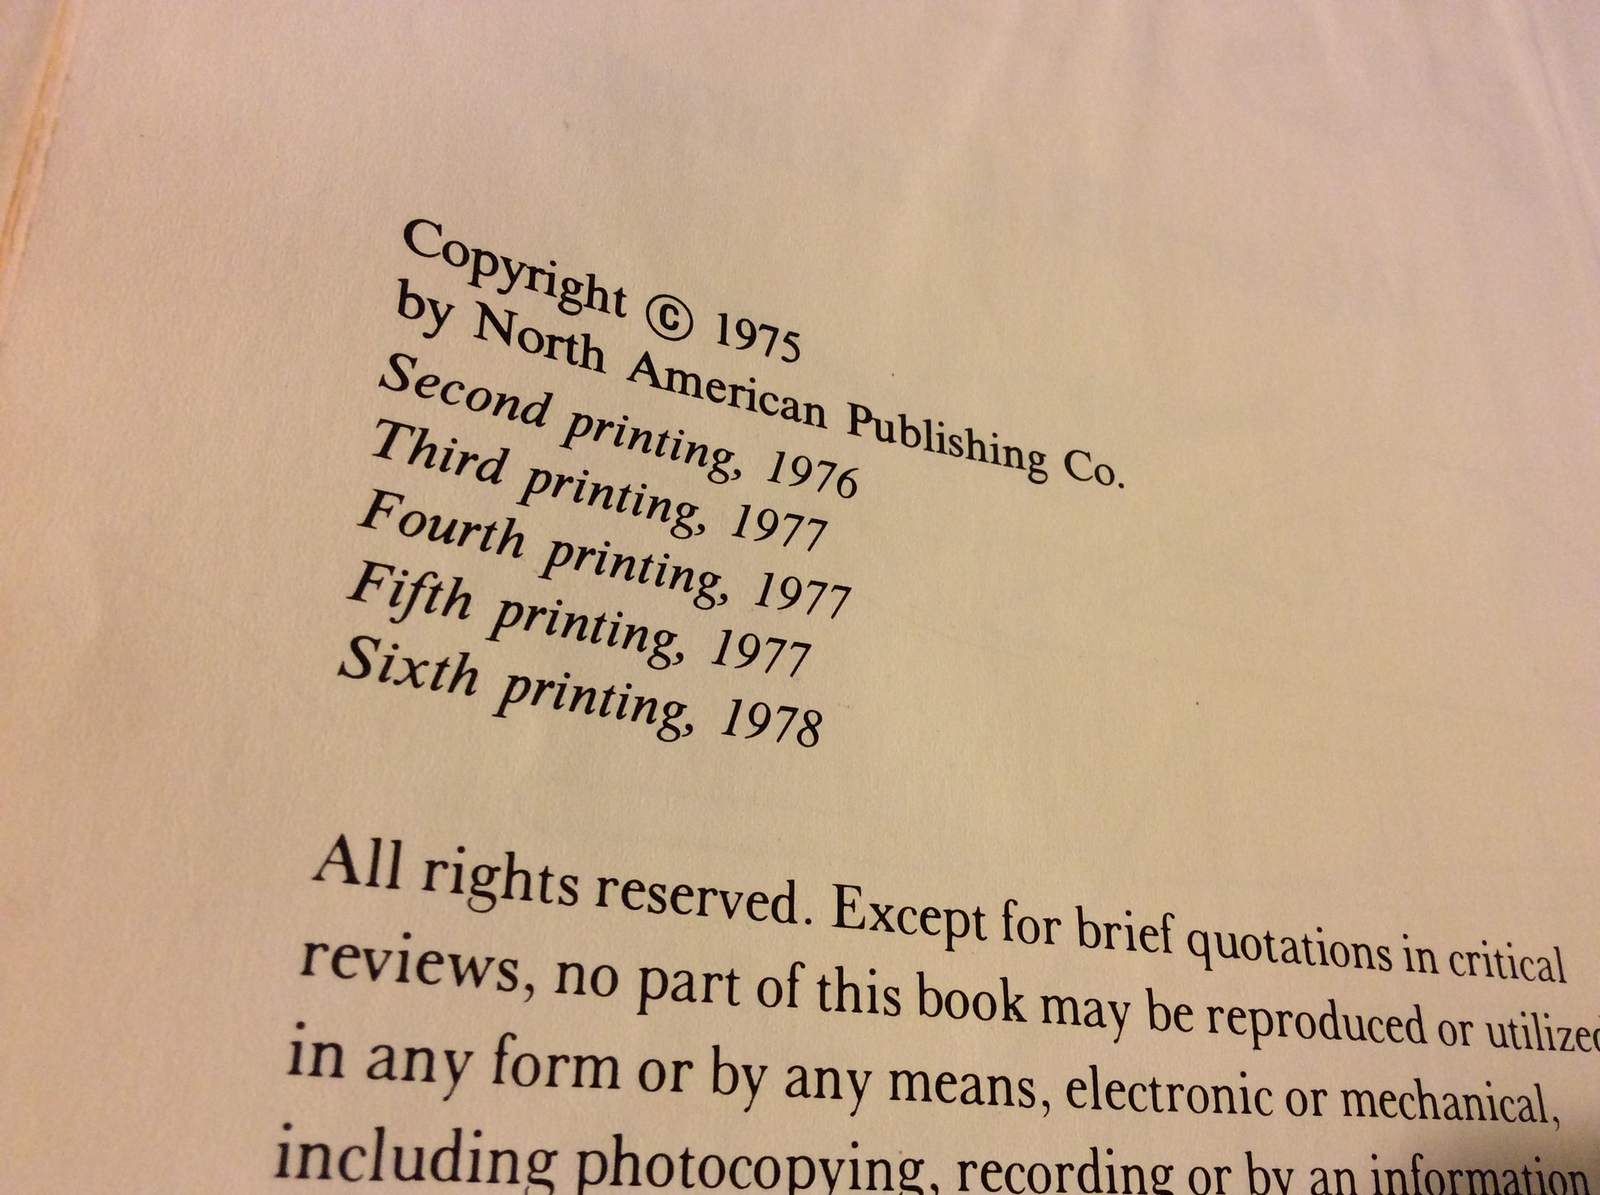 Copyright © 1975
by North American Publishing Co.
Second printing, 1976
Third printing, 1977
Fourth printing, 1977
Fifth printing, 1977
Sixth printing, 1978
All rights reserved. Except for brief quotations in critical
reviews, no part of this book may be reproduced or utilized
in any form or by any means, electronic or mechanical,
including photocopying, recording or by an information